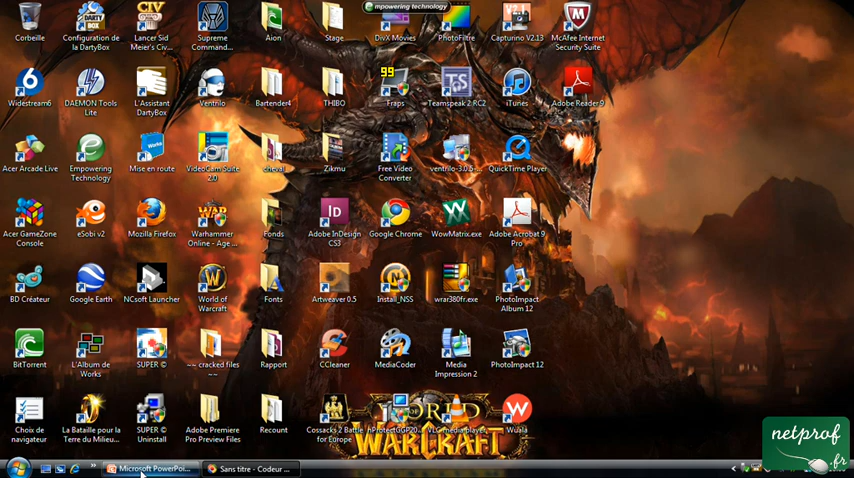 empowering technology
Corbeille
Configuration de
la DartyBox
Lancer Sid
Meier's Civ...
Supreme
Command...
Aion
Stage
DivX Movies
PhotoFiltre
Capturino V2.13
McAfee Internet
Security Suite
Widestream6
DAEMON Tools
Lite
L'Assistant
DartyBox
Ventrilo
Bartender4
THIBO
99
Fraps
Teamspeak 2 RC2
iTunes
Adobe Reader 9
Acer Arcade Live
Empowering
Technology
Mise en route
VideoCam Suite
2.0
cheval
Zikmu
Free Video
Converter
ventrilo-3.0.5-...
QuickTime Player
Acer GameZone
Console
eSobi v2
Mozilla Firefox
Warhammer
Online - Age ...
Fonds
Adobe InDesign
CS3
Google Chrome
WowMatrix.exe
Adobe Acrobat 9
Pro
BD Créateur
Google Earth
NCsoft Launcher
World of
Warcraft
Fonts
Artweaver 0.5
Install_NSS
wrar380fr.exe
PhotoImpact
Album 12
BitTorrent
L'Album de
Works
SUPER ©
~~ cracked files
~~
Rapport
CCleaner
MediaCoder
Media
Impression 2
PhotoImpact 12
Choix de
navigateur
La Bataille pour la
Terre du Milieu...
SUPER ©
Uninstall
Adobe Premiere
Pro Preview Files
Recount
Cossacks 2 Battle
for Europe
nProtectGGP20...
VLC media player
Wuala
WORLD
OF
WARCRAFT
Microsoft PowerPoi...
Sans titre - Codeur ...
netprof
.fr